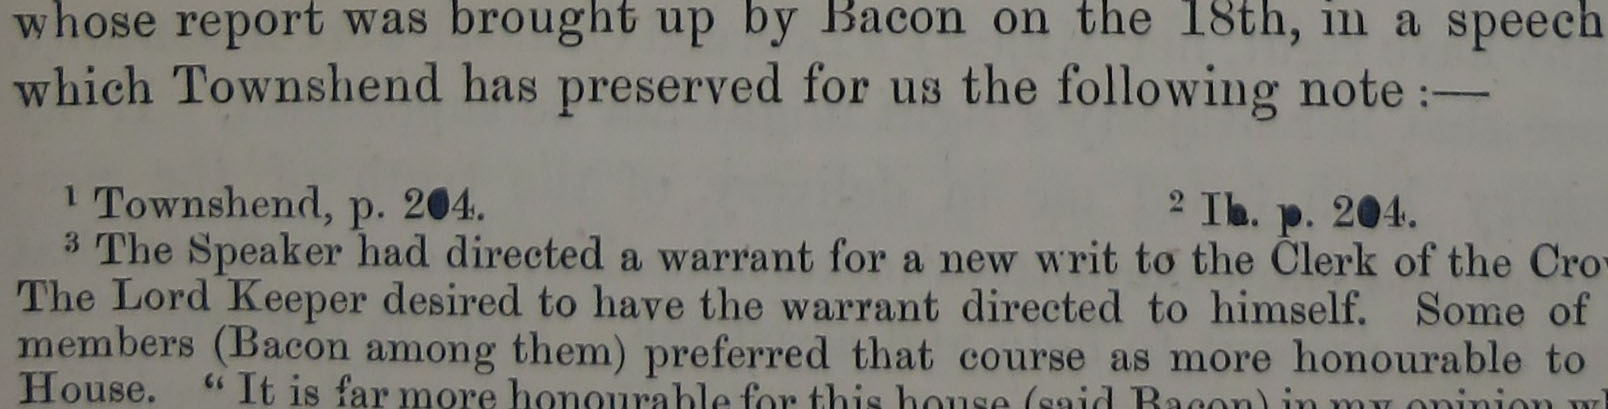 whose report was brought up by Bacon on the 18th, in a speech
which Townshend has preserved for us the following note :—
¹ Townshend, p. 204. ² Ib. p. 204.
³ The Speaker had directed a warrant for a new writ to the Clerk of the Cro
The Lord Keeper desired to have the warrant directed to himself. Some of
members (Bacon among them) preferred that course as more honourable to
House. “It is far more honourable for this house (said Bacon) in my opinion